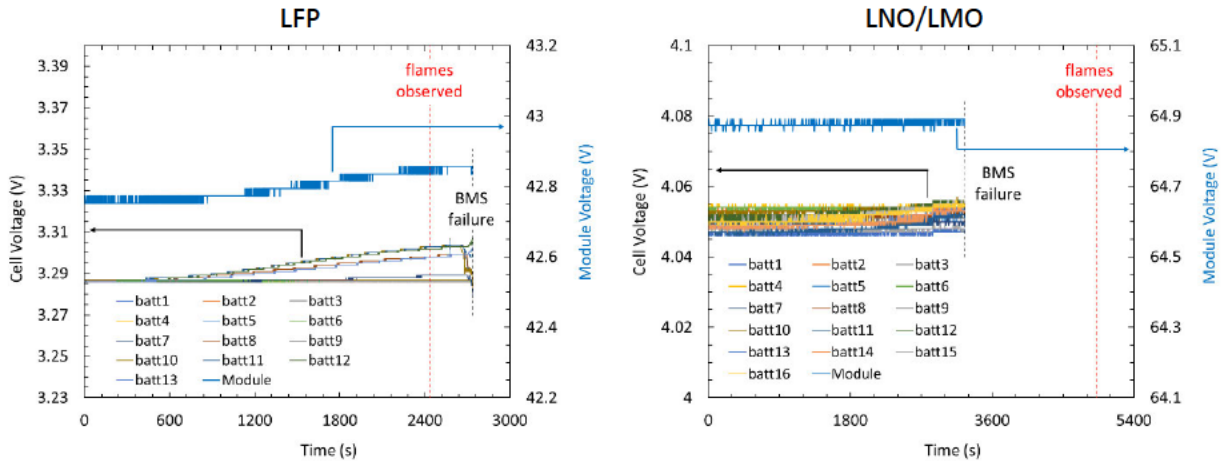 LFP
LNO/LMO
43.2
43
42.8
42.6
42.4
42.2
Module Voltage (V)
3.39
3.37
3.35
3.33
3.31
3.29
3.27
3.25
3.23
Cell Voltage (V)
flames
observed
BMS
failure
batt1 batt2 batt3
batt4 batt5 batt6
batt7 batt8 batt9
batt10 batt11 batt12
batt13 Module
0 600 1200 1800 2400 3000
Time (s)
4.1
4.08
4.06
4.04
4.02
4
Cell Voltage (V)
65.1
64.9
64.7
64.5
64.3
64.1
Module Voltage (V)
flames
observed
BMS
failure
batt1 batt2 batt3
batt4 batt5 batt6
batt7 batt8 batt9
batt10 batt11 batt12
batt13 batt14 batt15
batt16 Module
0 1800 3600 5400
Time (s)